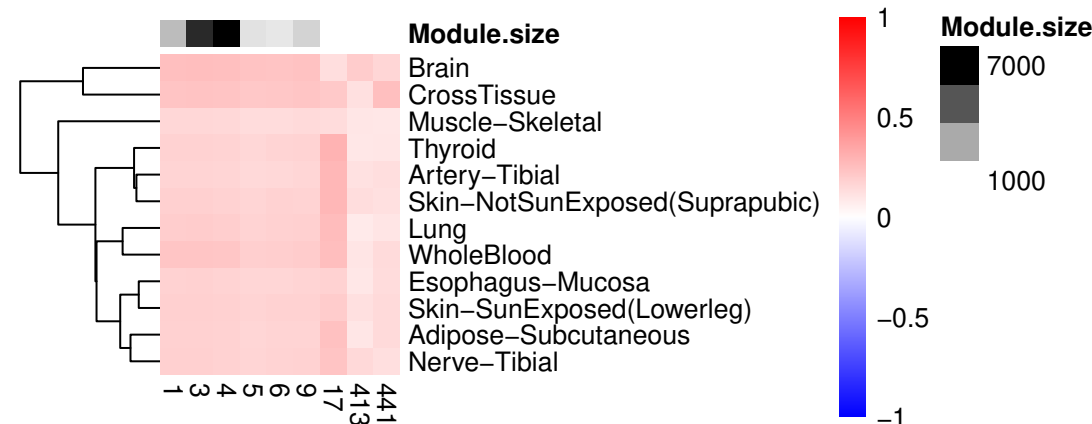 Module.size
Brain
CrossTissue
Muscle−Skeletal
Thyroid
Artery−Tibial
Skin−NotSunExposed(Suprapubic)
Lung
WholeBlood
Esophagus−Mucosa
Skin−SunExposed(Lowerleg)
Adipose−Subcutaneous
Nerve−Tibial
1
3
4
5
6
9
17
413
441
1
0.5
0
−0.5
−1
Module.size
7000
1000